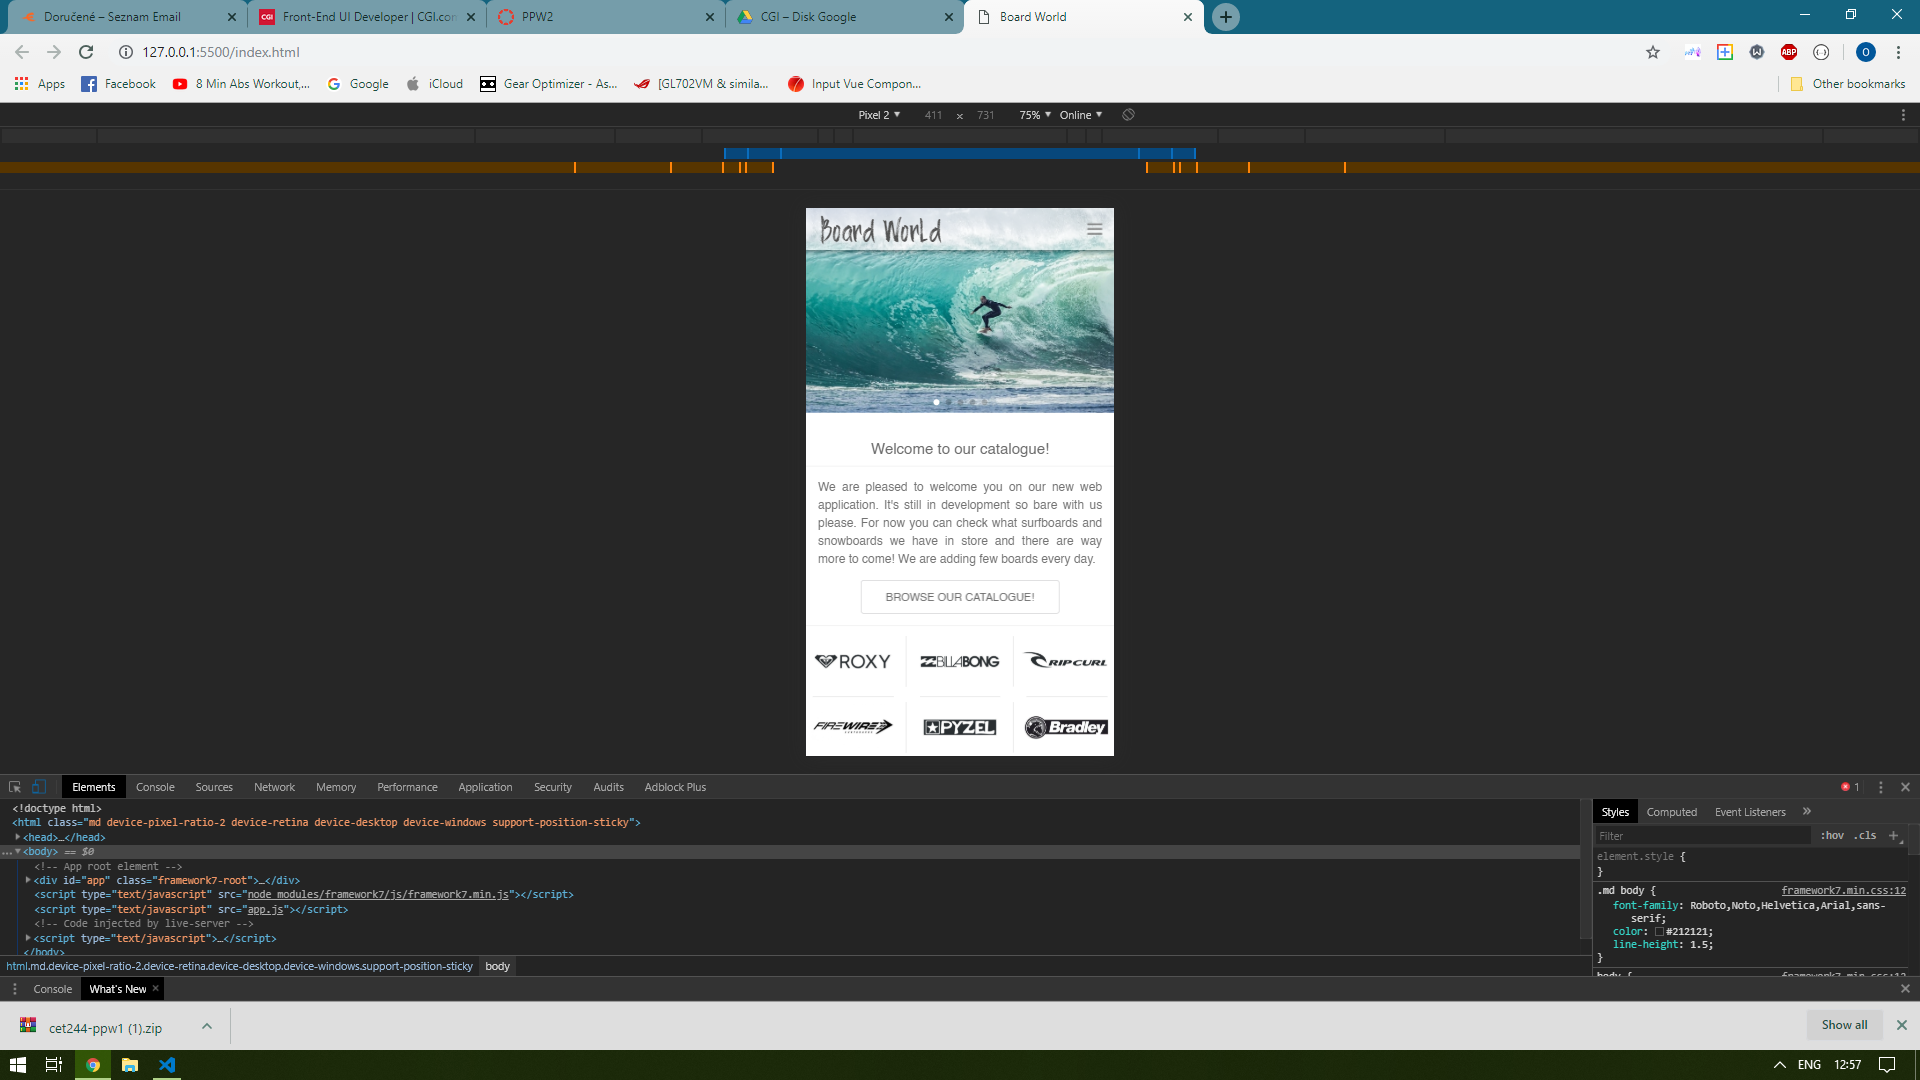 Doručené – Seznam Email
Front-End UI Developer | CGI.con
PPW2
CGI – Disk Google
Board World
127.0.0.1:5500/index.html
Apps
Facebook
8 Min Abs Workout,...
Google
iCloud
Gear Optimizer - As...
[GL702VM & simila...
Input Vue Compon...
Other bookmarks
Pixel 2 411 x 731 75% Online
Board World
Welcome to our catalogue!
We are pleased to welcome you on our new web
application. It's still in development so bare with us
please. For now you can check what surfboards and
snowboards we have in store and there are way
more to come! We are adding few boards every day.
BROWSE OUR CATALOGUE!
ROXY BILLABONG RIP CURL
FIREWIRE PYZEL Bradley
Elements Console Sources Network Memory Performance Application Security Audits Adblock Plus 1
<!doctype html>
<html class="md device-pixel-ratio-2 device-retina device-desktop device-windows support-position-sticky">
<head>…</head>
… <body> == $0
<!-- App root element -->
<div id="app" class="framework7-root">…</div>
<script type="text/javascript" src="node_modules/framework7/js/framework7.min.js"></script>
<script type="text/javascript" src="app.js"></script>
<!-- Code injected by live-server -->
<script type="text/javascript">…</script>
</body>
html.md.device-pixel-ratio-2.device-retina.device-desktop.device-windows.support-position-sticky body
Styles Computed Event Listeners »
Filter :hov .cls +
element.style {
}
.md body { framework7.min.css:12
font-family: Roboto,Noto,Helvetica,Arial,sans-
serif;
color: #212121;
line-height: 1.5;
}
body { framework7.min.css:12
Console What's New
cet244-ppw1 (1).zip
Show all
ENG 12:57